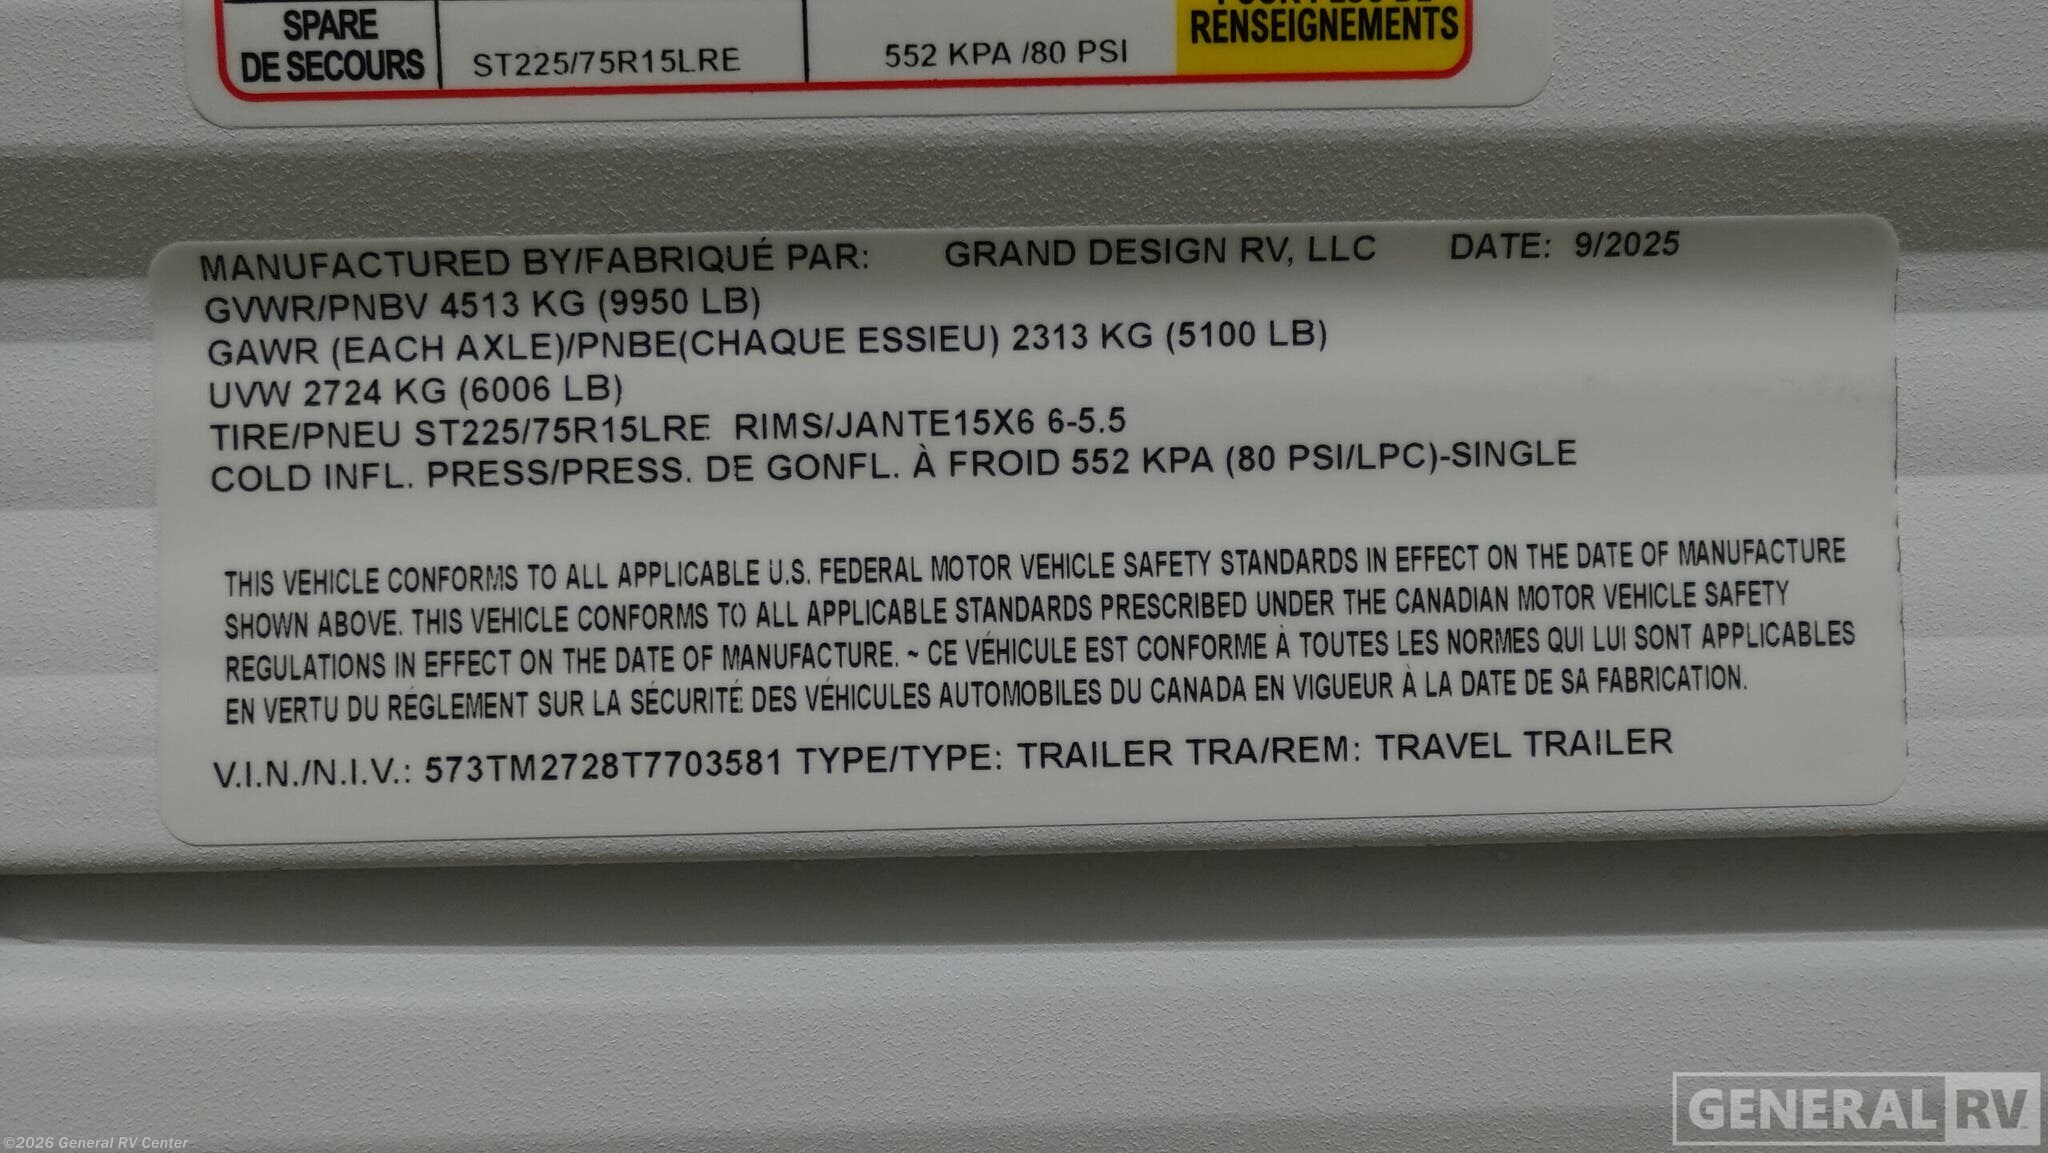 RENSEIGNEMENTS
SPARE
DE SECOURS
ST225/75R15LRE
552 KPA /80 PSI
MANUFACTURED BY/FABRIQUÉ PAR: GRAND DESIGN RV, LLC DATE: 9/2025
GVWR/PNBV 4513 KG (9950 LB)
GAWR (EACH AXLE)/PNBE(CHAQUE ESSIEU) 2313 KG (5100 LB)
UVW 2724 KG (6006 LB)
TIRE/PNEU ST225/75R15LRE RIMS/JANTE15X6 6-5.5
COLD INFL. PRESS/PRESS. DE GONFL. À FROID 552 KPA (80 PSI/LPC)-SINGLE
THIS VEHICLE CONFORMS TO ALL APPLICABLE U.S. FEDERAL MOTOR VEHICLE SAFETY STANDARDS IN EFFECT ON THE DATE OF MANUFACTURE
SHOWN ABOVE. THIS VEHICLE CONFORMS TO ALL APPLICABLE STANDARDS PRESCRIBED UNDER THE CANADIAN MOTOR VEHICLE SAFETY
REGULATIONS IN EFFECT ON THE DATE OF MANUFACTURE. ~ CE VÉHICULE EST CONFORME À TOUTES LES NORMES QUI LUI SONT APPLICABLES
EN VERTU DU RÉGLEMENT SUR LA SÉCURITÉ DES VÉHICULES AUTOMOBILES DU CANADA EN VIGUEUR À LA DATE DE SA FABRICATION.
V.I.N./N.I.V.: 573TM2728T7703581 TYPE/TYPE: TRAILER TRA/REM: TRAVEL TRAILER
GENERAL RV
©2026 General RV Center